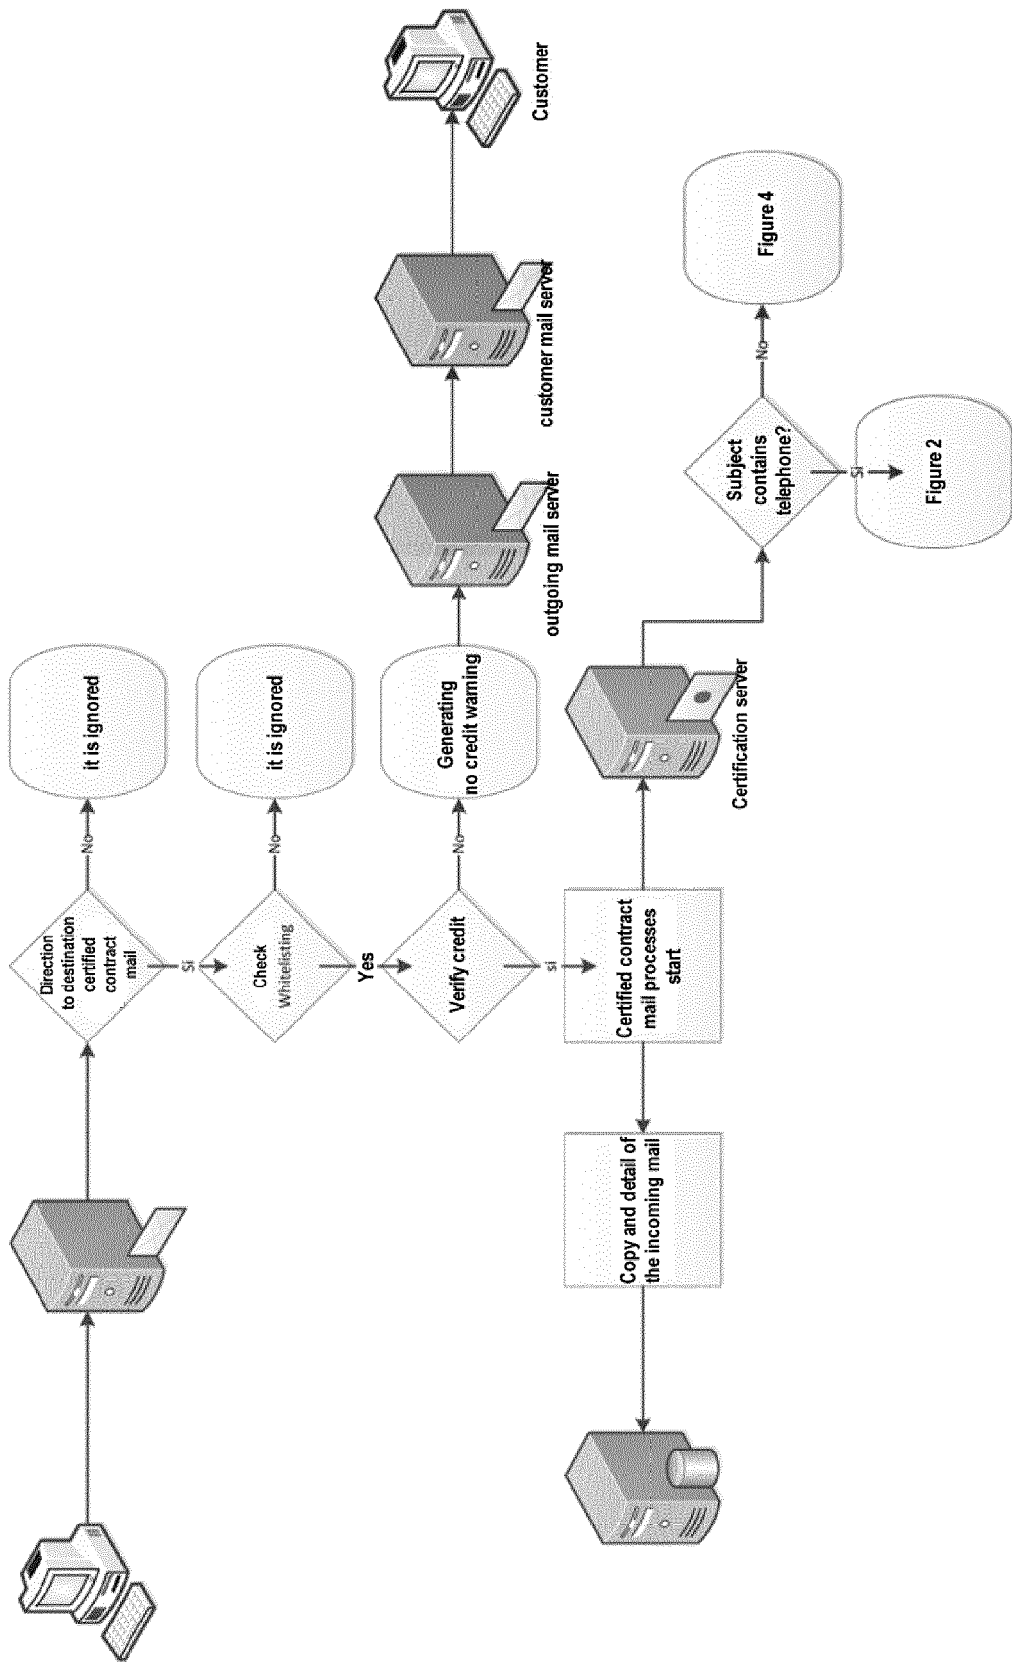 Direction
to destination
certified
contract
mail
No
it is ignored
Si
Check
Whitelisting
No
it is ignored
Yes
Verify credit
No
Generating
no credit warning
outgoing mail server
customer mail server
Customer
si
Copy and detail of
the incoming mail
Certified contract
mail processes
start
Certification server
Subject
contains
telephone?
No
Figure 4
Si
Figure 2